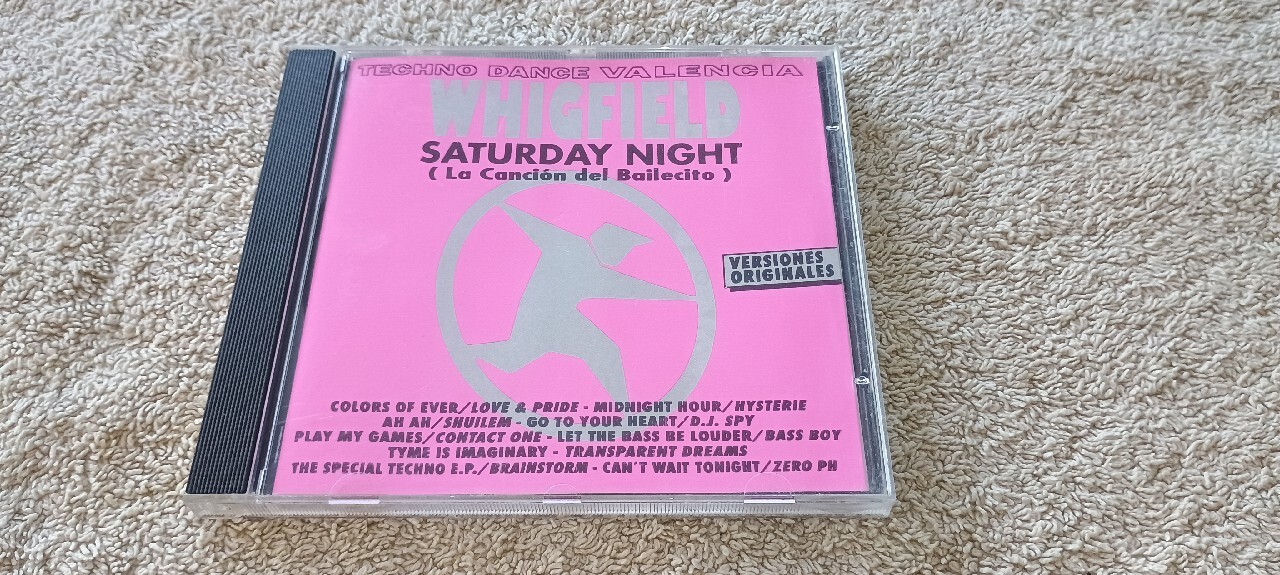 TECHNO DANCE VALENCIA
WHIGFIELD
SATURDAY NIGHT
( La Canción del Bailecito )
VERSIONES
ORIGINALES
COLORS OF EVER/LOVE & PRIDE - MIDNIGHT HOUR/HYSTERIE
AH AH/SHUILEM - GO TO YOUR HEART/D.J. SPY
PLAY MY GAMES/CONTACT ONE - LET THE BASS BE LOUDER/BASS BOY
TYME IS IMAGINARY - TRANSPARENT DREAMS
THE SPECIAL TECHNO E.P./BRAINSTORM - CAN'T WAIT TONIGHT/ZERO PH